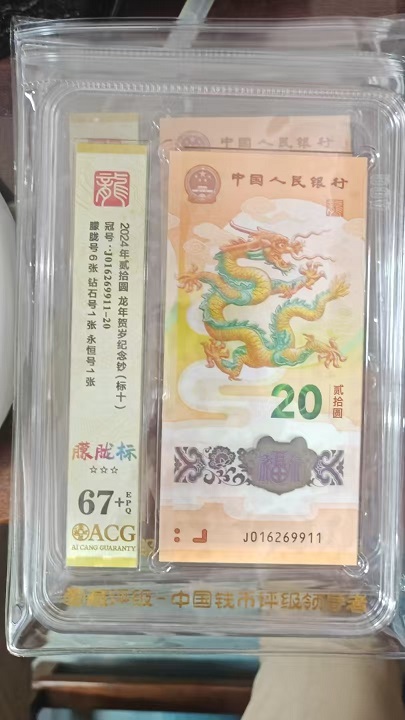 中国人民银行
中国人民银行
龍
2024年贰拾圆 龙年贺岁纪念钞(标十)
冠号:J016269911-20
朦胧号6张 钻石号1张 永恒号1张
朦胧标
☆☆☆
67+EPQ
ACG
AI CANG GUARANTY
20
贰拾圆
福
J016269911
评级-中国钱币评级领导者